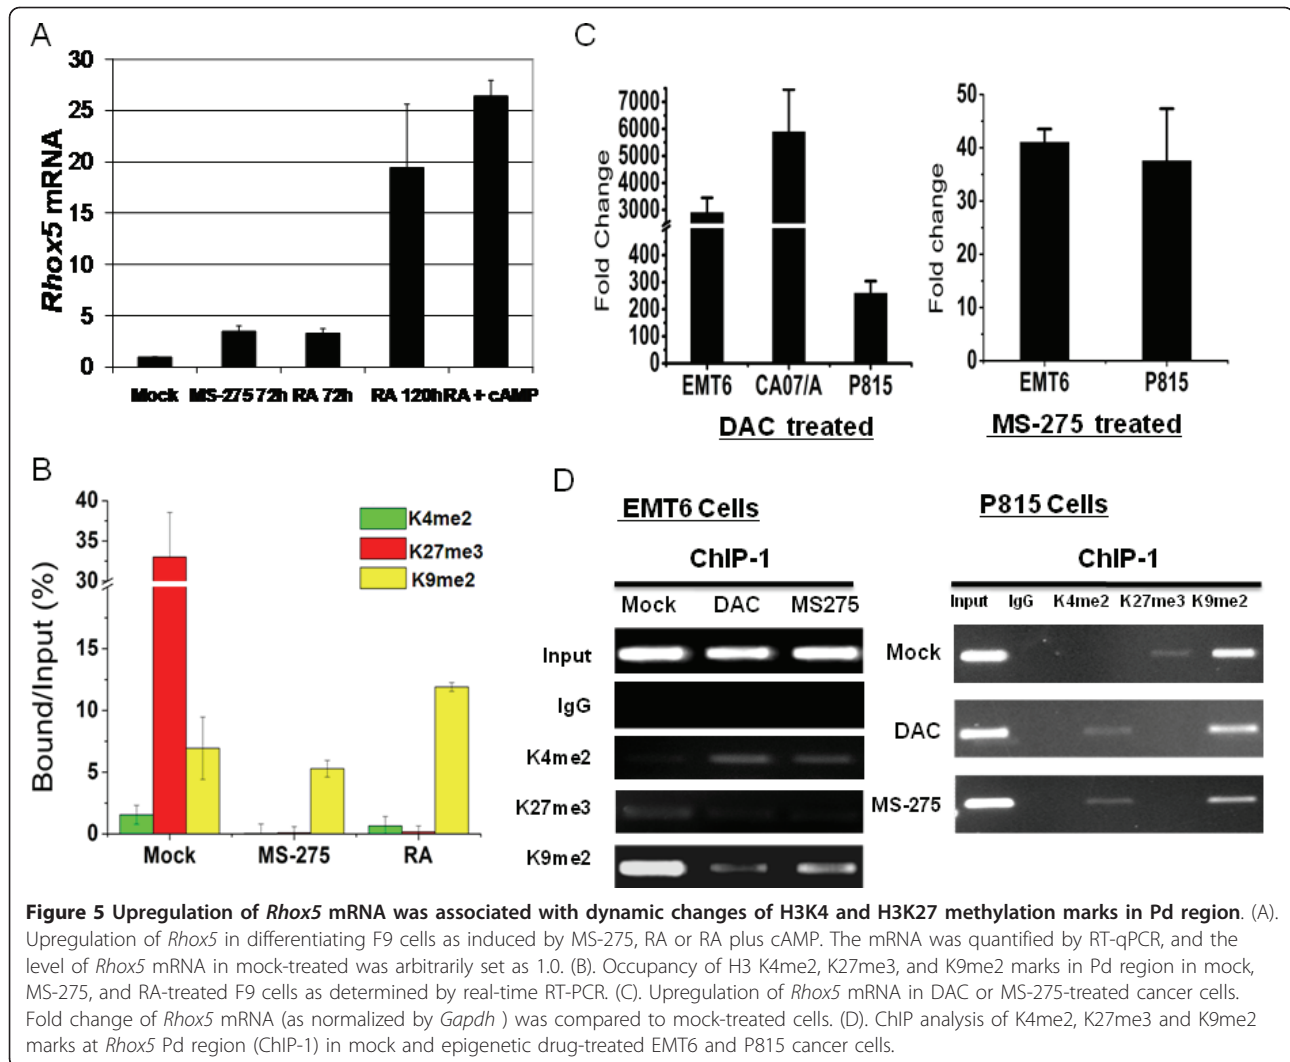 A
Rhox5 mRNA
30
25
20
15
10
5
0
Mock MS-275 72h RA 72h RA 120h RA + cAMP
C
Fold Change
7000
6000
5000
4000
3000
400
300
200
100
0
EMT6 CA07/A P815
DAC treated
Fold change
50
40
30
20
10
0
EMT6 P815
MS-275 treated
B
Bound/Input (%)
40
35
30
15
10
5
0
K4me2
K27me3
K9me2
Mock MS-275 RA
D
EMT6 Cells
ChIP-1
Mock DAC MS275
Input
IgG
K4me2
K27me3
K9me2
P815 Cells
ChIP-1
Input IgG K4me2 K27me3 K9me2
Mock
DAC
MS-275
Figure 5 Upregulation of Rhox5 mRNA was associated with dynamic changes of H3K4 and H3K27 methylation marks in Pd region. (A).
Upregulation of Rhox5 in differentiating F9 cells as induced by MS-275, RA or RA plus cAMP. The mRNA was quantified by RT-qPCR, and the
level of Rhox5 mRNA in mock-treated was arbitrarily set as 1.0. (B). Occupancy of H3 K4me2, K27me3, and K9me2 marks in Pd region in mock,
MS-275, and RA-treated F9 cells as determined by real-time RT-PCR. (C). Upregulation of Rhox5 mRNA in DAC or MS-275-treated cancer cells.
Fold change of Rhox5 mRNA (as normalized by Gapdh ) was compared to mock-treated cells. (D). ChIP analysis of K4me2, K27me3 and K9me2
marks at Rhox5 Pd region (ChIP-1) in mock and epigenetic drug-treated EMT6 and P815 cancer cells.